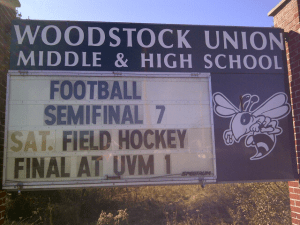 WOODSTOCK UNION
MIDDLE & HIGH SCHOOL
FOOTBALL
SEMIFINAL 7
SAT. FIELD HOCKEY
FINAL AT UVM 1